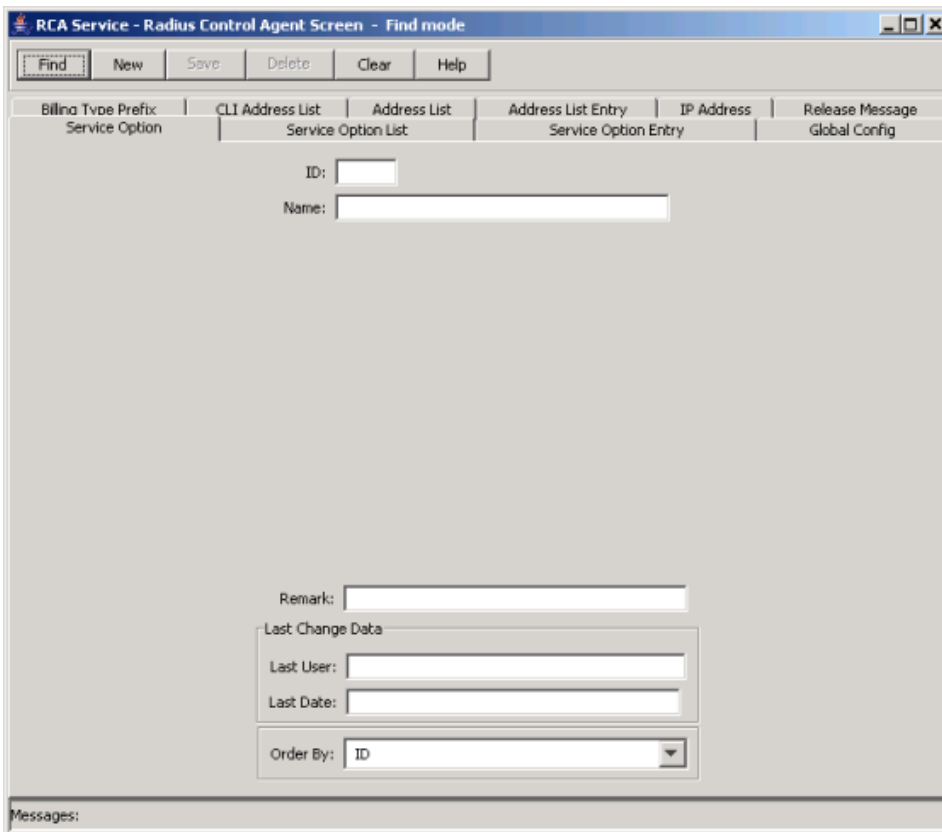 RCA Service - Radius Control Agent Screen - Find mode
Find New Save Delete Clear Help
Billing Type Prefix CLI Address List Address List Address List Entry IP Address Release Message
Service Option Service Option List Service Option Entry Global Config
ID:
Name:
Remark:
Last Change Data
Last User:
Last Date:
Order By: ID
Messages: